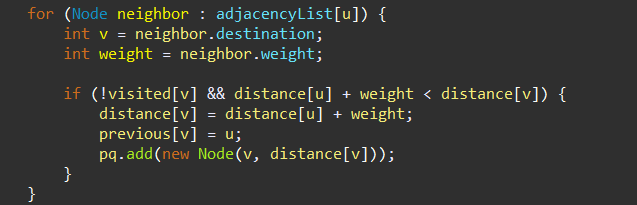 for (Node neighbor : adjacencyList[u]) {
    int v = neighbor.destination;
    int weight = neighbor.weight;

    if (!visited[v] && distance[u] + weight < distance[v]) {
        distance[v] = distance[u] + weight;
        previous[v] = u;
        pq.add(new Node(v, distance[v]));
    }
}